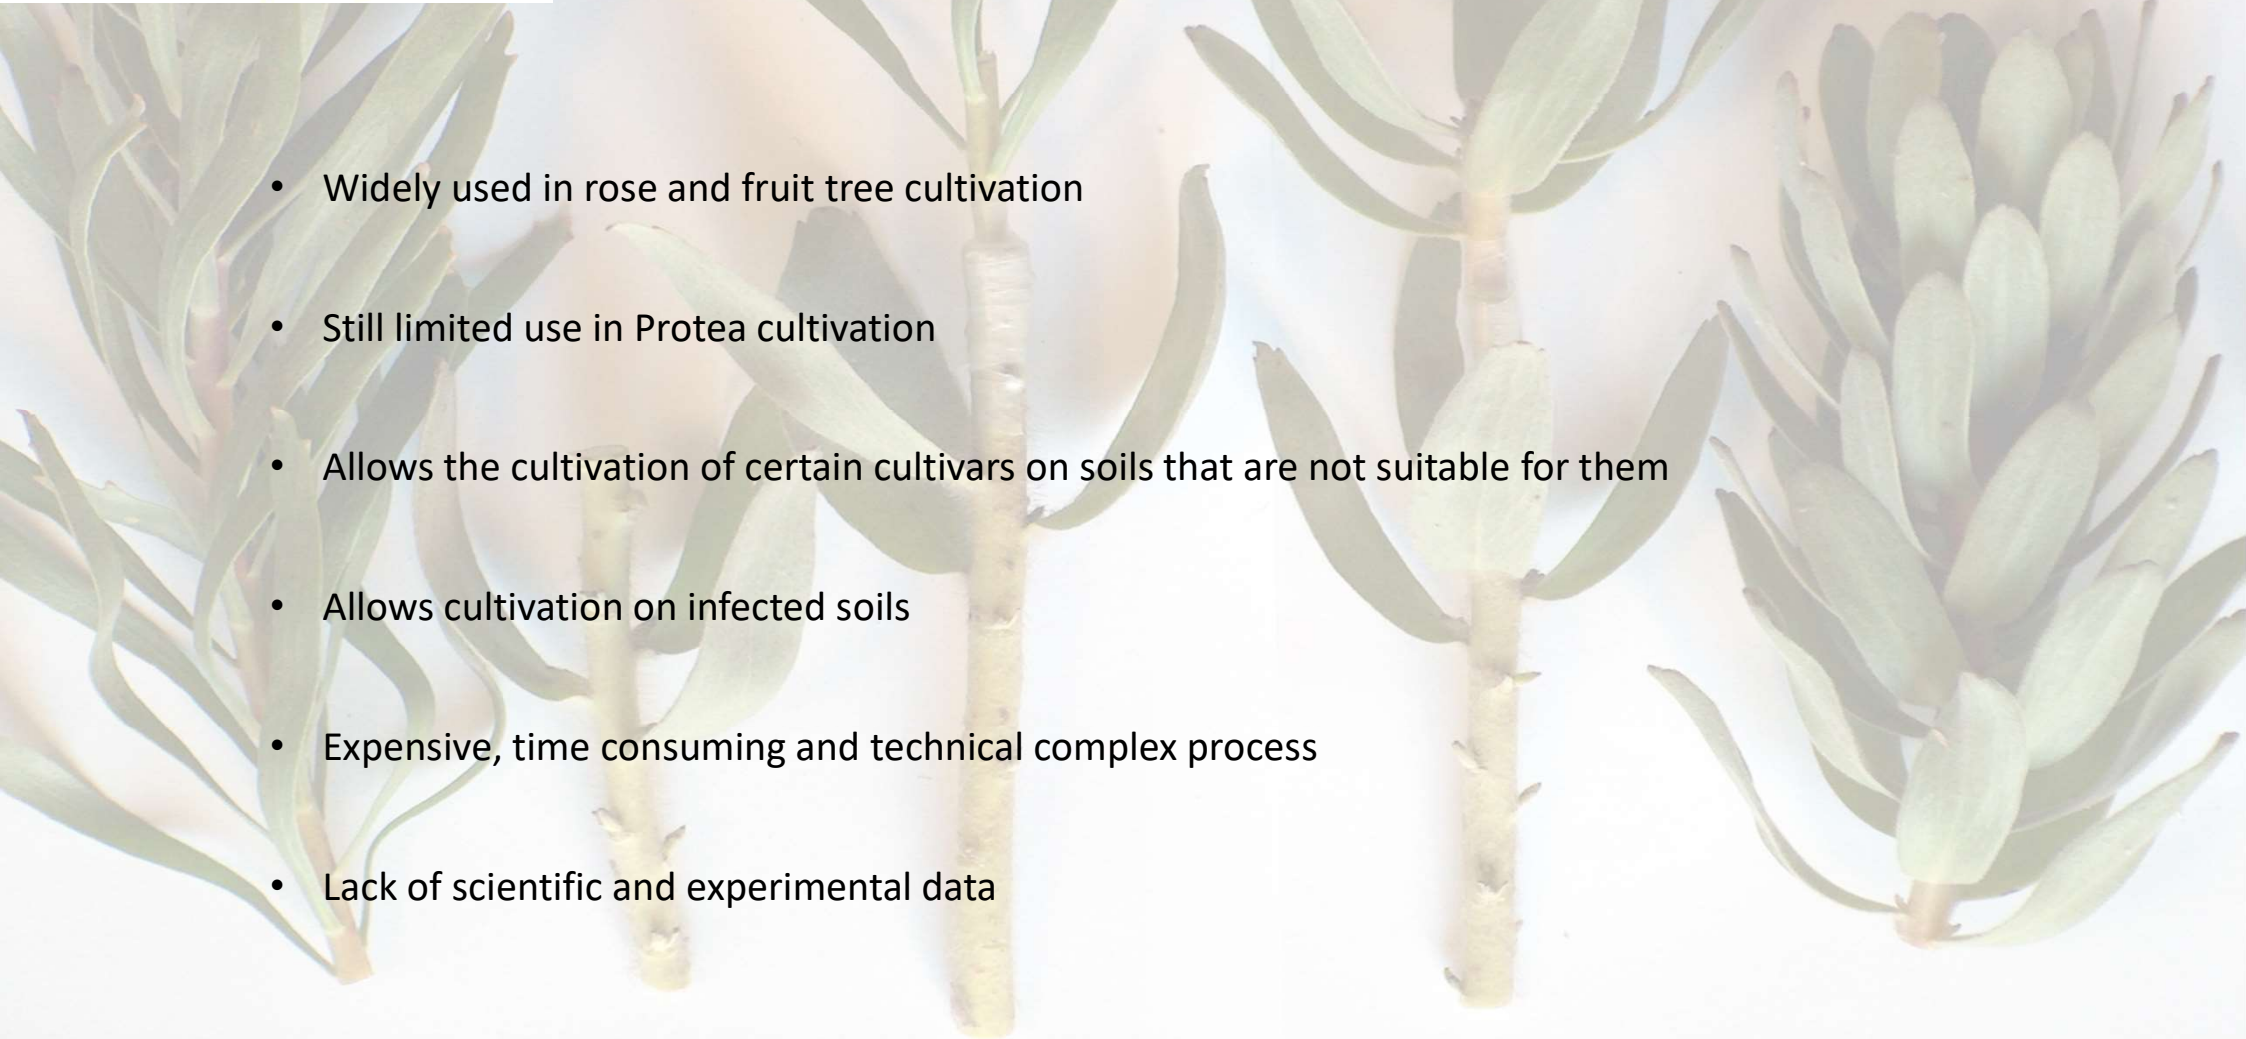 • Widely used in rose and fruit tree cultivation
• Still limited use in Protea cultivation
• Allows the cultivation of certain cultivars on soils that are not suitable for them
• Allows cultivation on infected soils
• Expensive, time consuming and technical complex process
• Lack of scientific and experimental data